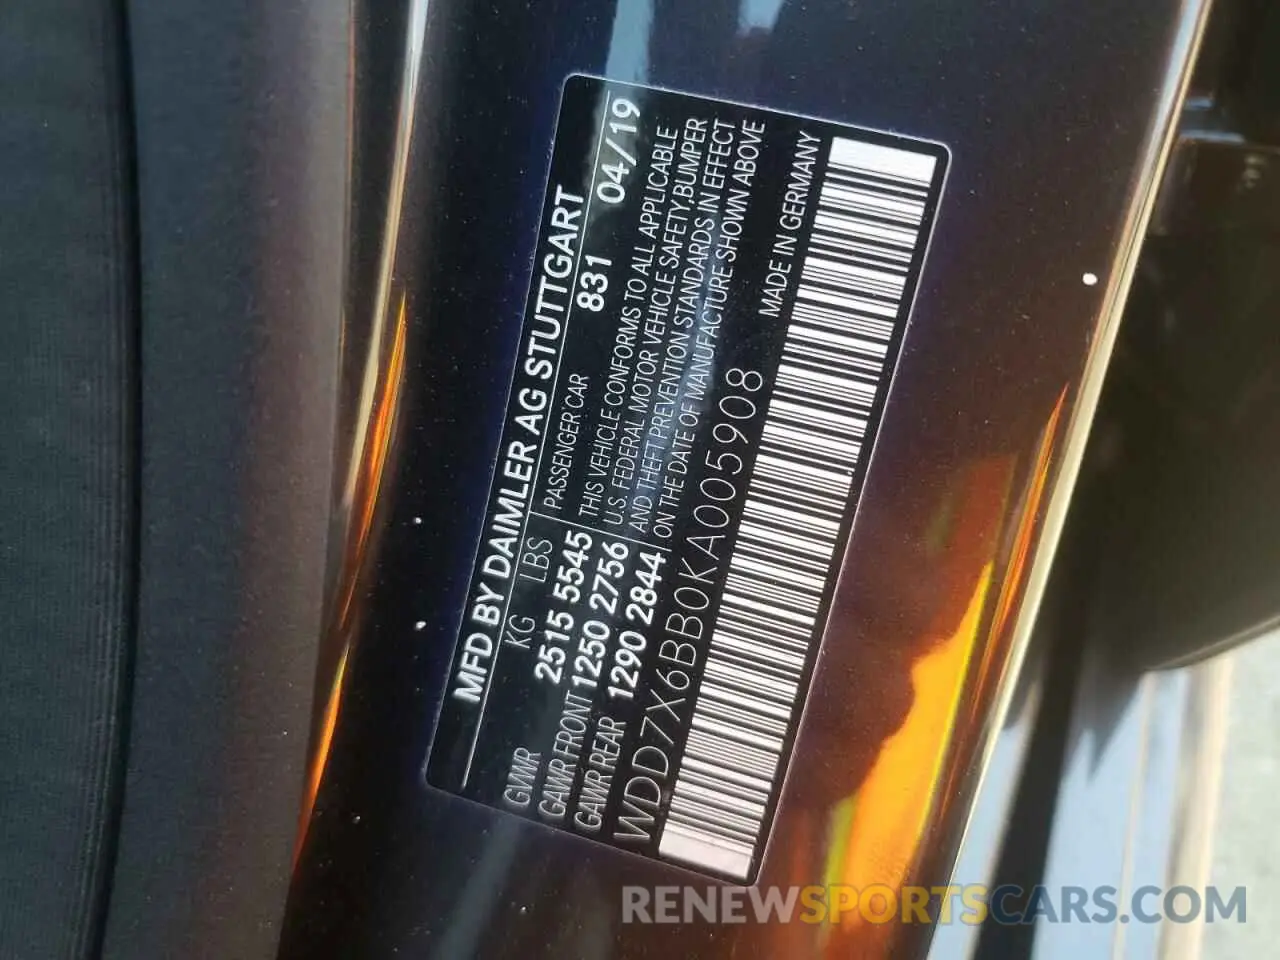 MFD BY DAIMLER AG STUTTGART
KG LBS PASSENGER CAR 831 04/19
GVWR 2515 5545
GAWR FRONT 1250 2756
GAWR REAR 1290 2844
THIS VEHICLE CONFORMS TO ALL APPLICABLE
U.S. FEDERAL MOTOR VEHICLE SAFETY,BUMPER
AND THEFT PREVENTION STANDARDS IN EFFECT
ON THE DATE OF MANUFACTURE SHOWN ABOVE
WDD7X6BB0KA005908 MADE IN GERMANY
RENEWSPORTSCARS.COM